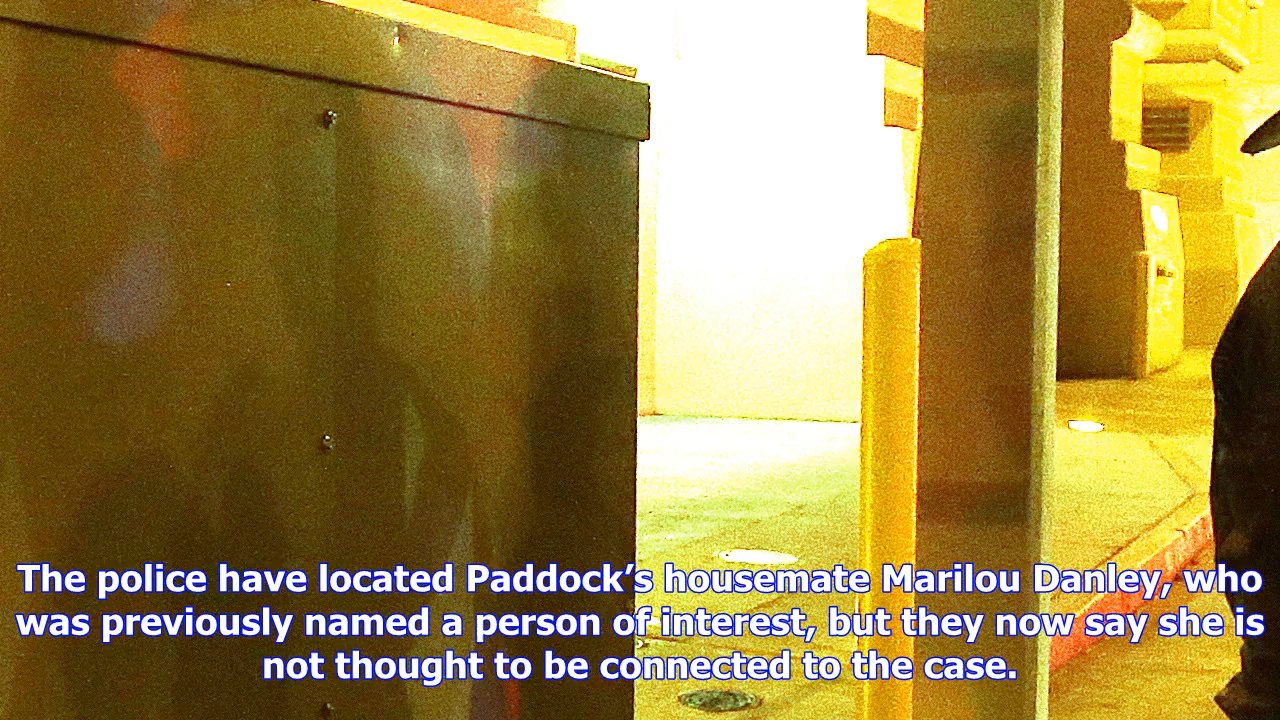 The police have located Paddock’s housemate Marilou Danley, who
was previously named a person of interest, but they now say she is
not thought to be connected to the case.